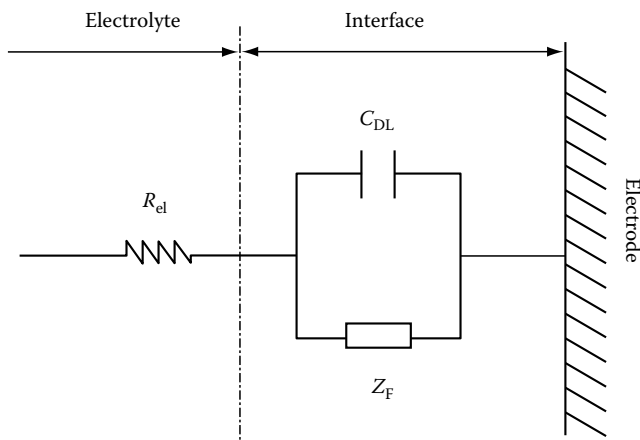 Electrolyte
Interface
C_DL
R_el
Electrode
Z_F